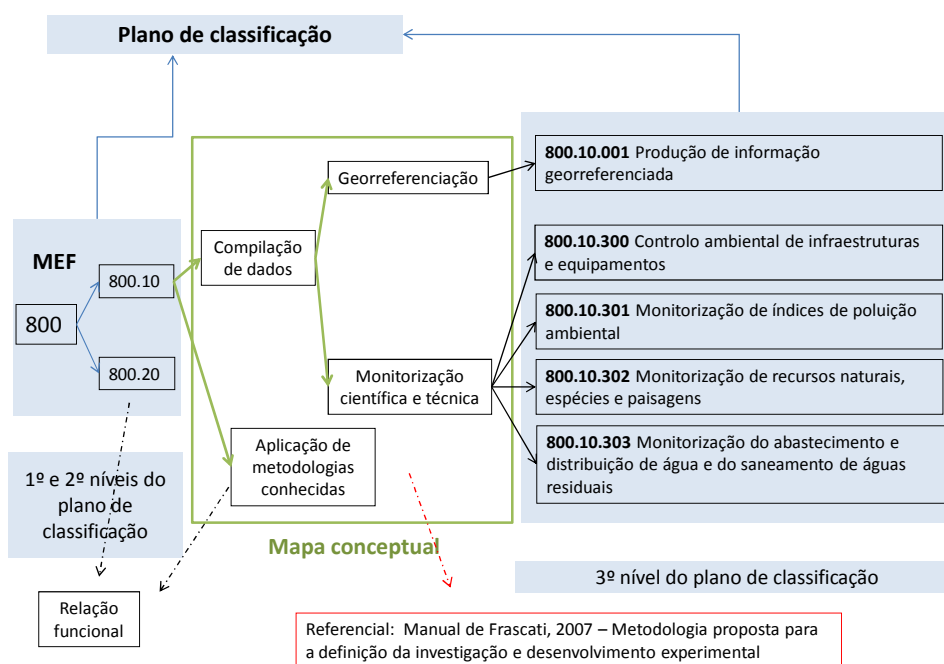 Plano de classificação
MEF
800
800.10
800.20
1º e 2º níveis do
plano de
classificação
Relação
funcional
Compilação
de dados
Aplicação de
metodologias
conhecidas
Georreferenciação
Monitorização
científica e técnica
Mapa conceptual
800.10.001 Produção de informação
georreferenciada
800.10.300 Controlo ambiental de infraestruturas
e equipamentos
800.10.301 Monitorização de índices de poluição
ambiental
800.10.302 Monitorização de recursos naturais,
espécies e paisagens
800.10.303 Monitorização do abastecimento e
distribuição de água e do saneamento de águas
residuais
3º nível do plano de classificação
Referencial: Manual de Frascati, 2007 – Metodologia proposta para
a definição da investigação e desenvolvimento experimental